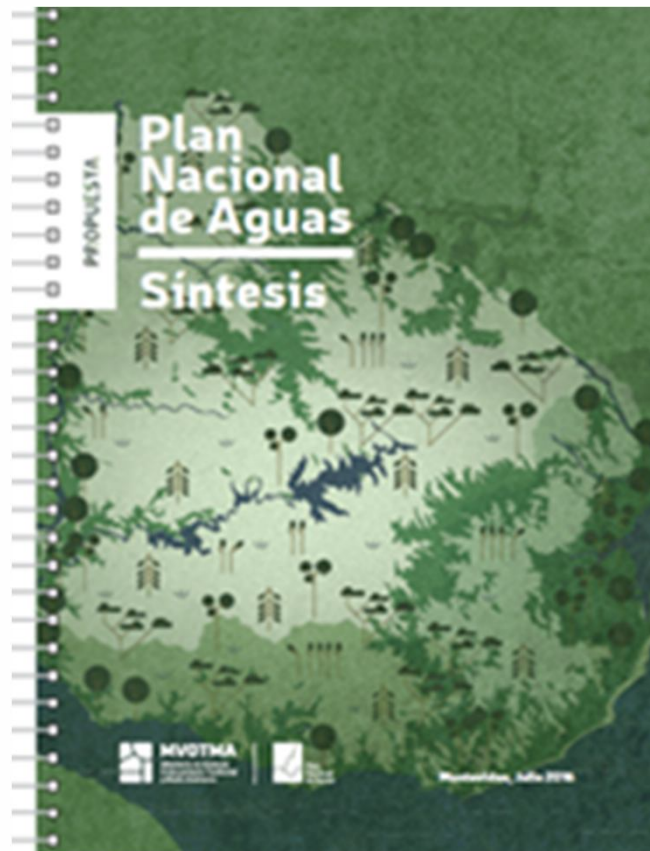 PROPUESTA
Plan
Nacional
de Aguas
Síntesis
MVOTMA
Montevideo, Julio 2016